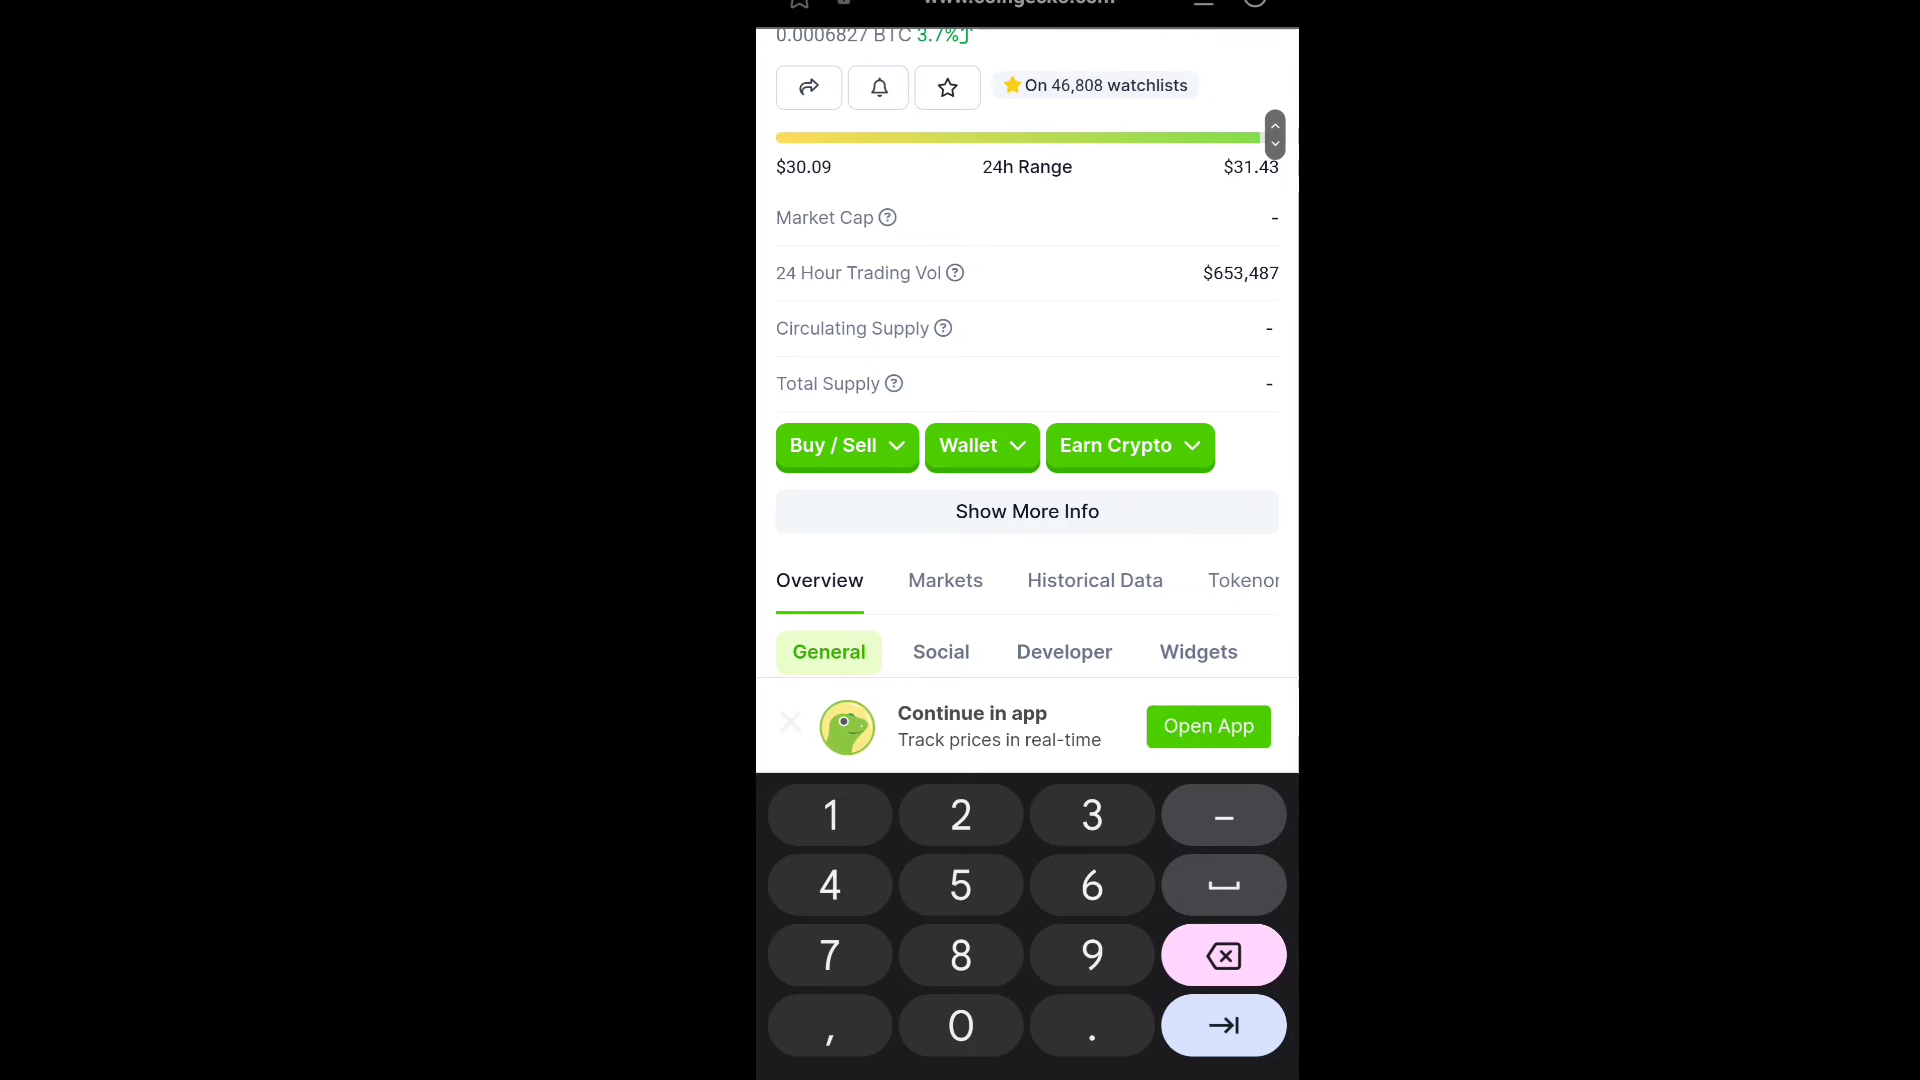 www.coingecko.com
0.0006827 BTC 3.7%
On 46,808 watchlists
$30.09 24h Range $31.43
Market Cap ? -
24 Hour Trading Vol ? $653,487
Circulating Supply ? -
Total Supply ? -
Buy / Sell Wallet Earn Crypto
Show More Info
Overview Markets Historical Data Tokenor
General Social Developer Widgets
Continue in app
Track prices in real-time
Open App
1 2 3 –
4 5 6
7 8 9
, 0 .